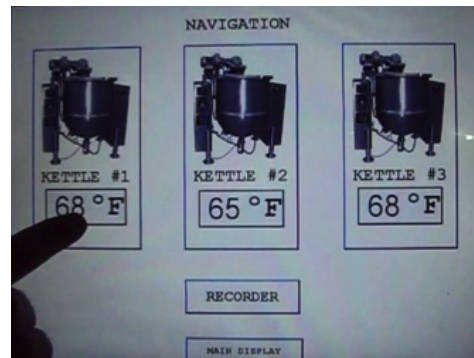 NAVIGATION
KETTLE #1 KETTLE #2 KETTLE #3
68°F 65°F 68°F
RECORDER
MAIN DISPLAY